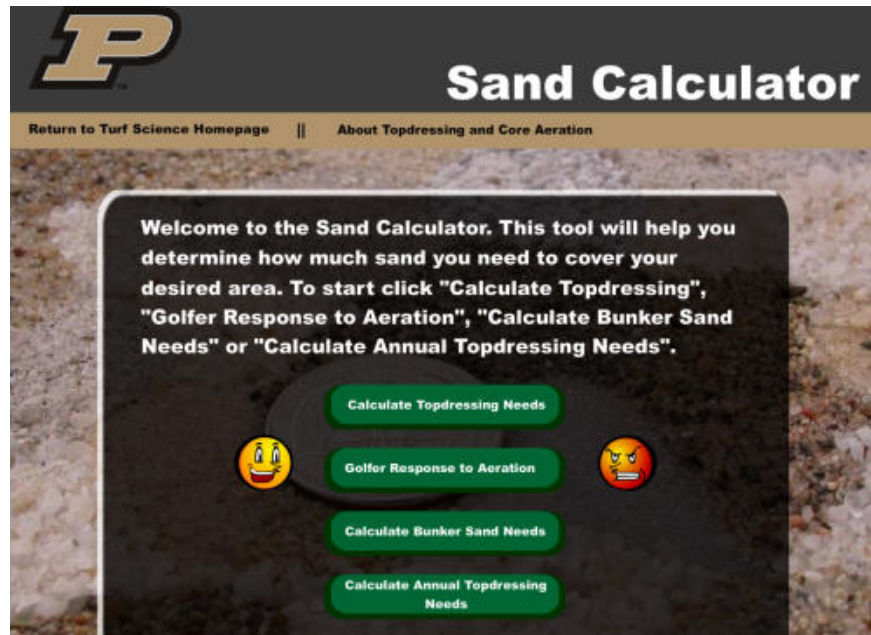 P
Sand Calculator
Return to Turf Science Homepage || About Topdressing and Core Aeration
Welcome to the Sand Calculator. This tool will help you
determine how much sand you need to cover your
desired area. To start click "Calculate Topdressing",
"Golfer Response to Aeration", "Calculate Bunker Sand
Needs" or "Calculate Annual Topdressing Needs".
Calculate Topdressing Needs
Golfer Response to Aeration
Calculate Bunker Sand Needs
Calculate Annual Topdressing
Needs